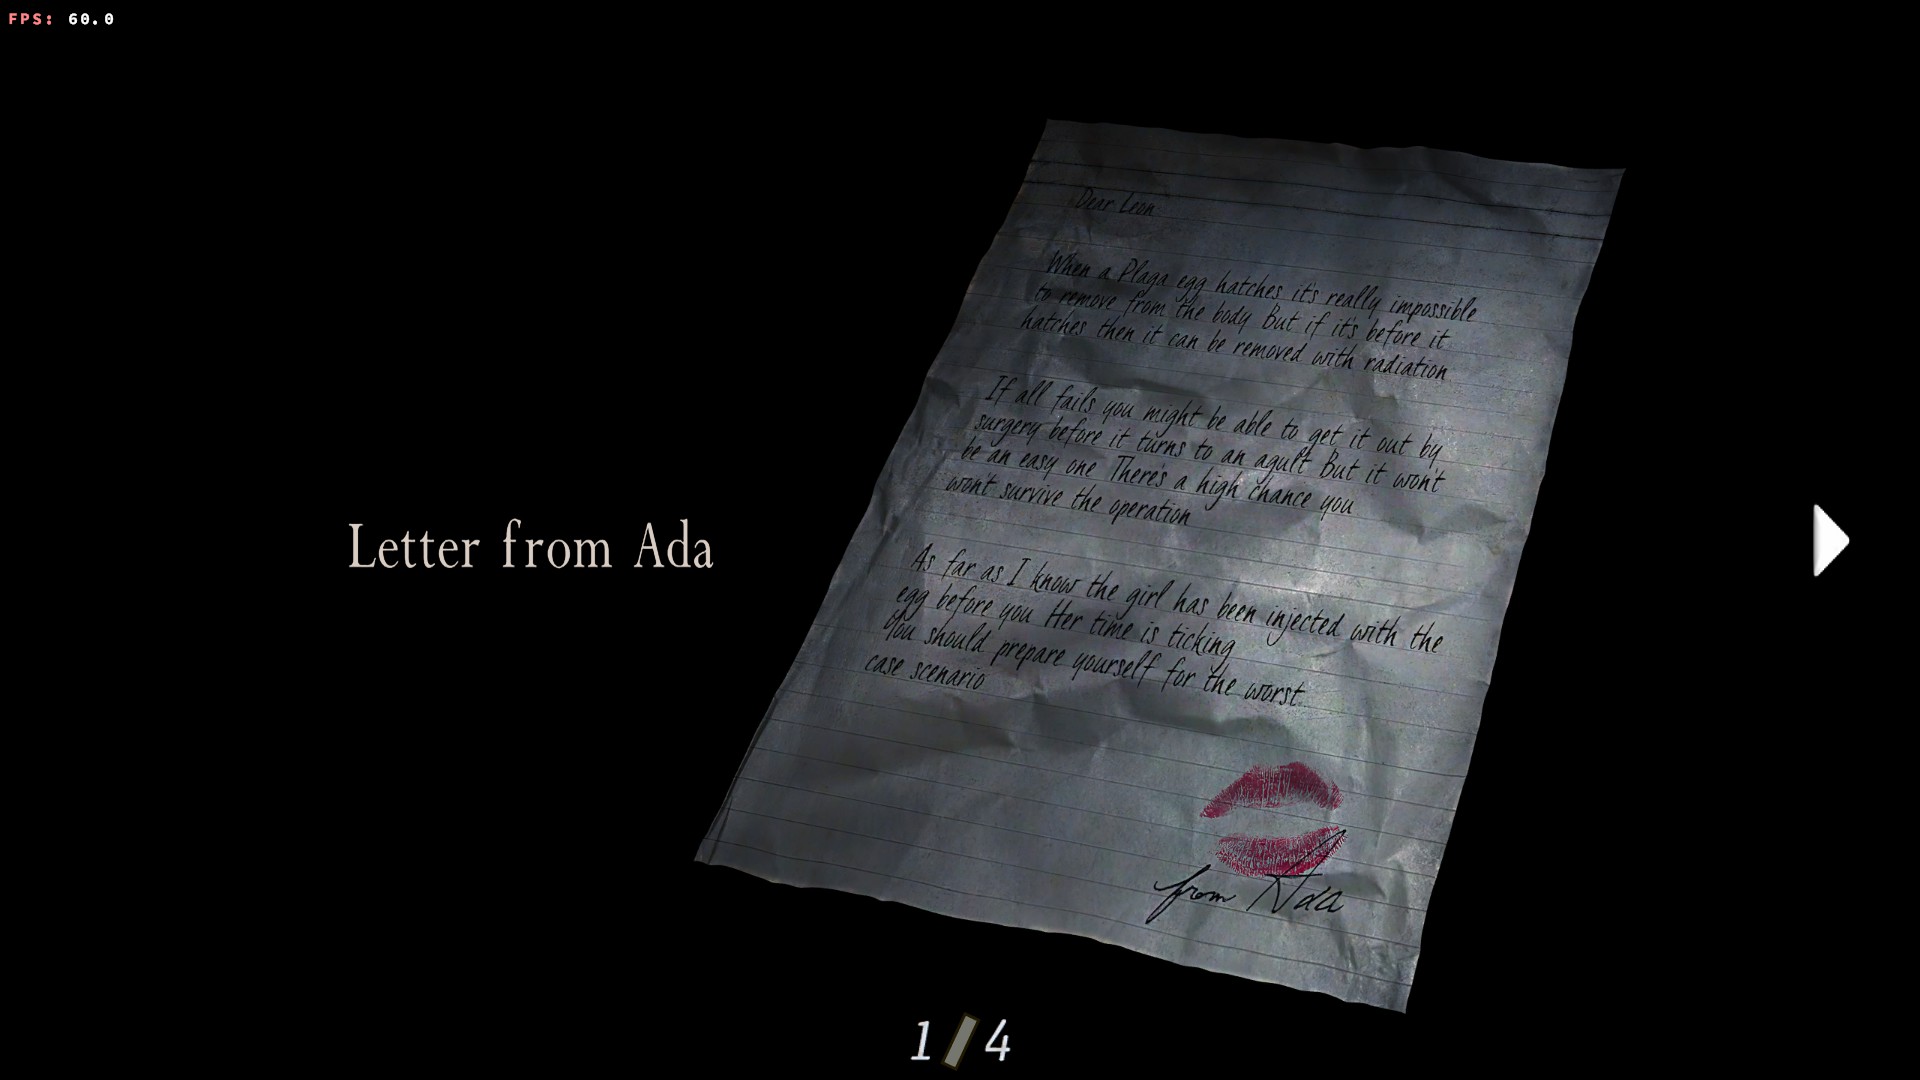 FPS: 60.0
Letter from Ada
Dear Leon
When a Plaga egg hatches it's really impossible
to remove from the body But if it's before it
hatches then it can be removed with radiation
If all fails you might be able to get it out by
surgery before it turns to an agult But it won't
be an easy one There's a high chance you
won't survive the operation
As far as I know the girl has been injected with the
egg before you Her time is ticking
You should prepare yourself for the worst
case scenario
from Ada
1/4